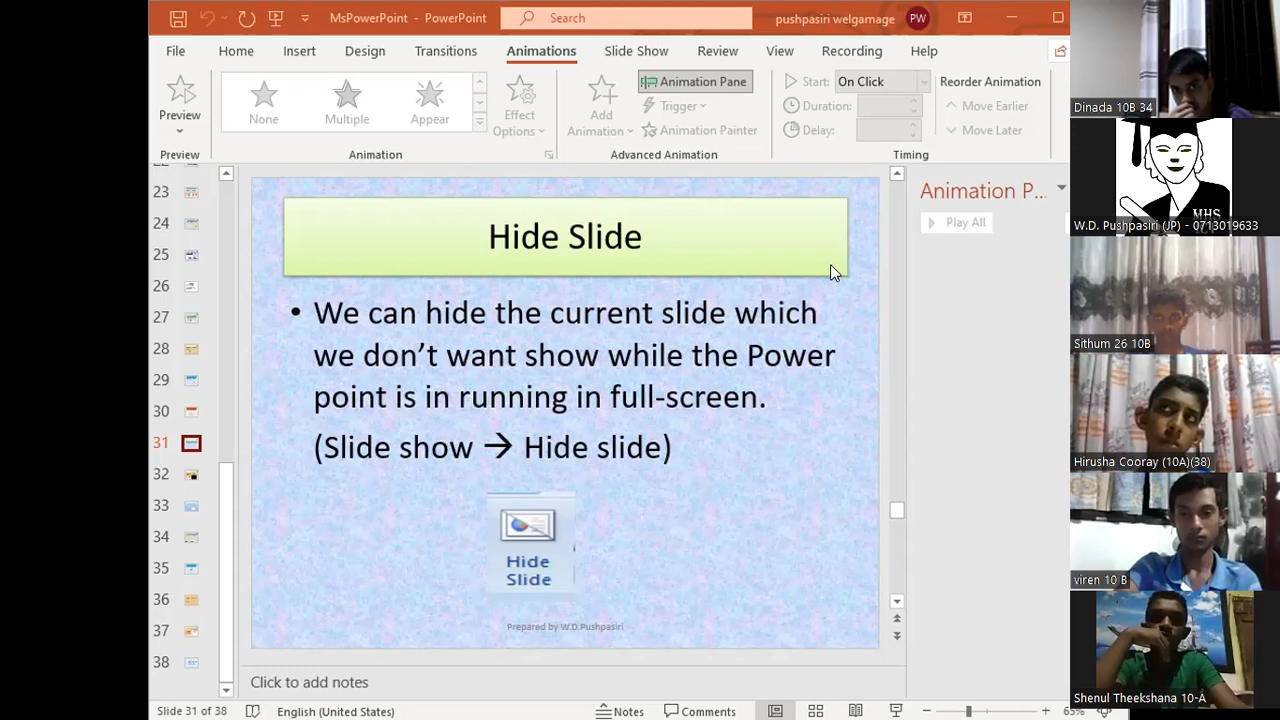 MsPowerPoint - PowerPoint
Search
pushpasiri welgamage
PW
File Home Insert Design Transitions Animations Slide Show Review View Recording Help
Preview
None Multiple Appear
Effect
Options
Add
Animation
Animation Pane
Trigger
Animation Painter
Start: On Click
Duration:
Delay:
Reorder Animation
Move Earlier
Move Later
Preview Animation Advanced Animation Timing
23
24
25
26
27
28
29
30
31
32
33
34
35
36
37
38
Hide Slide
• We can hide the current slide which
we don’t want show while the Power
point is in running in full-screen.
(Slide show → Hide slide)
Hide
Slide
Prepared by W.D.Pushpasiri
Animation P...
Play All
Click to add notes
Slide 31 of 38 English (United St Notes Comments 65%
Dinada 10B 34
MHS
W.D. Pushpasiri (JP) - 0713019633
Sithum 26 10B
Hirusha Cooray (10A)(38)
viren 10 B
Shenul Theekshana 10-A